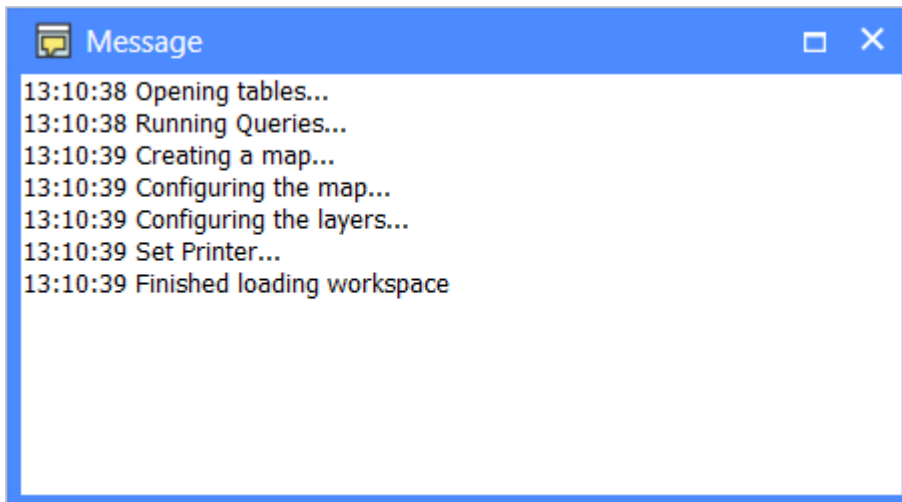 Message
13:10:38 Opening tables...
13:10:38 Running Queries...
13:10:39 Creating a map...
13:10:39 Configuring the map...
13:10:39 Configuring the layers...
13:10:39 Set Printer...
13:10:39 Finished loading workspace